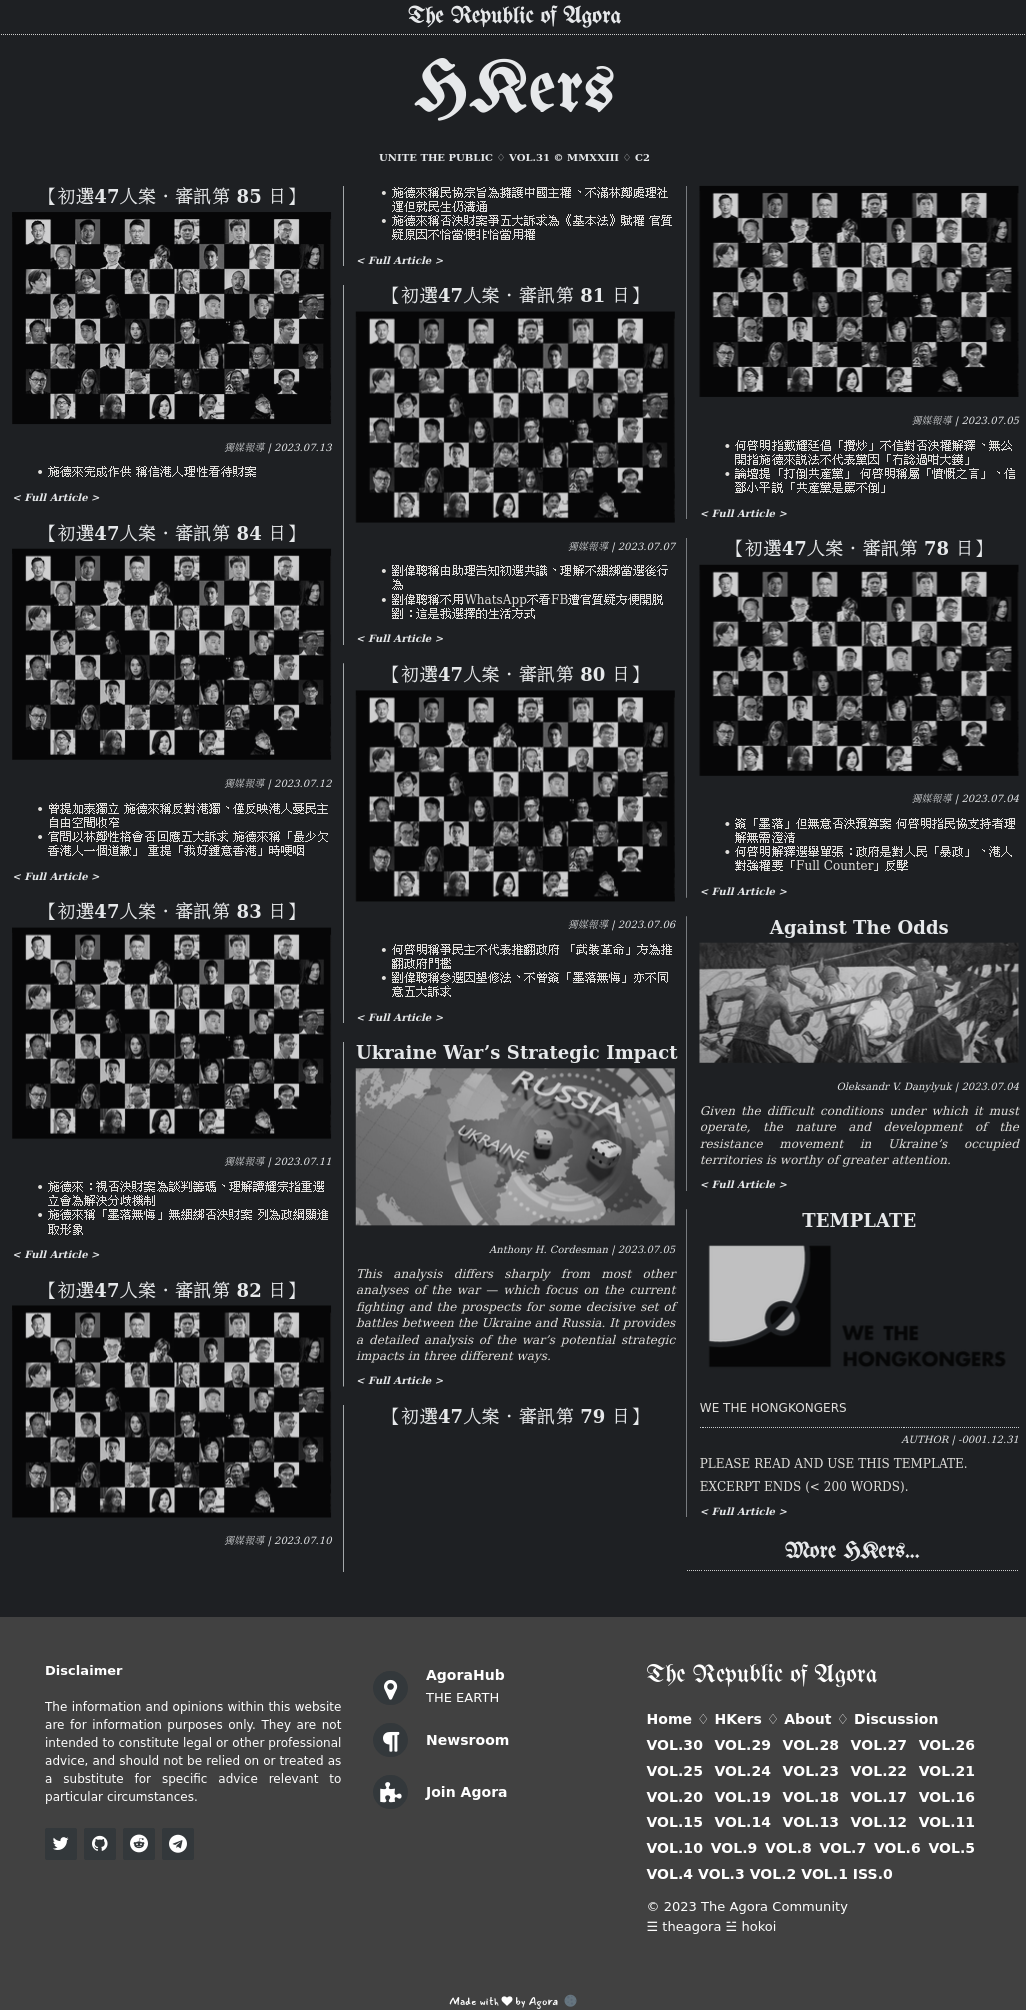 The Republic of Agora
HKers
UNITE THE PUBLIC ♢ VOL.31 © MMXXIII ♢ C2
【初選47人案・審訊第 85 日】
獨媒報導 | 2023.07.13
• 施德來完成作供 稱信港人理性看待財案
< Full Article >
【初選47人案・審訊第 84 日】
獨媒報導 | 2023.07.12
• 曾提加泰獨立 施德來稱反對港獨、僅反映港人憂民主
自由空間收窄
• 官問以林鄭性格會否回應五大訴求 施德來稱「最少欠
香港人一個道歉」 重提「我好鍾意香港」時哽咽
< Full Article >
【初選47人案・審訊第 83 日】
獨媒報導 | 2023.07.11
• 施德來：視否決財案為談判籌碼、理解譚耀宗指重選
立會為解決分歧機制
• 施德來稱「墨落無悔」無綑綁否決財案 列為政綱顯進
取形象
< Full Article >
【初選47人案・審訊第 82 日】
獨媒報導 | 2023.07.10
• 施德來稱民協宗旨為擁護中國主權、不滿林鄭處理社
運但就民生仍溝通
• 施德來稱否決財案爭五大訴求為《基本法》賦權 官質
疑原因不恰當便非恰當用權
< Full Article >
【初選47人案・審訊第 81 日】
獨媒報導 | 2023.07.07
• 劉偉聰稱由助理告知初選共識、理解不綑綁當選後行
為
• 劉偉聰稱不用WhatsApp不看FB遭官質疑方便開脫
劉：這是我選擇的生活方式
< Full Article >
【初選47人案・審訊第 80 日】
獨媒報導 | 2023.07.06
• 何啓明稱爭民主不代表推翻政府 「武裝革命」方為推
翻政府門檻
• 劉偉聰稱參選因望修法、不曾簽「墨落無悔」亦不同
意五大訴求
< Full Article >
Ukraine War’s Strategic Impact
RUSSIA
UKRAINE
Anthony H. Cordesman | 2023.07.05
This analysis differs sharply from most other
analyses of the war — which focus on the current
fighting and the prospects for some decisive set of
battles between the Ukraine and Russia. It provides
a detailed analysis of the war’s potential strategic
impacts in three different ways.
< Full Article >
【初選47人案・審訊第 79 日】
獨媒報導 | 2023.07.05
• 何啓明指戴耀廷倡「攬炒」不信對否決權解釋、無公
開指施德來説法不代表黨因「冇諗過咁大鑊」
• 論壇提「打倒共產黨」 何啓明稱屬「憤慨之言」、信
鄧小平説「共產黨是罵不倒」
< Full Article >
【初選47人案・審訊第 78 日】
獨媒報導 | 2023.07.04
• 簽「墨落」但無意否決預算案 何啓明指民協支持者理
解無需澄清
• 何啓明解釋選舉單張：政府是對人民「暴政」、港人
對強權要「Full Counter」反擊
< Full Article >
Against The Odds
Oleksandr V. Danylyuk | 2023.07.04
Given the difficult conditions under which it must
operate, the nature and development of the
resistance movement in Ukraine’s occupied
territories is worthy of greater attention.
< Full Article >
TEMPLATE
WE THE
HONGKONGERS
WE THE HONGKONGERS
AUTHOR | -0001.12.31
PLEASE READ AND USE THIS TEMPLATE.
EXCERPT ENDS (< 200 WORDS).
< Full Article >
More HKers...
Disclaimer
The information and opinions within this website
are for information purposes only. They are not
intended to constitute legal or other professional
advice, and should not be relied on or treated as
a substitute for specific advice relevant to
particular circumstances.
AgoraHub
THE EARTH
Newsroom
Join Agora
The Republic of Agora
Home ♢ HKers ♢ About ♢ Discussion
VOL.30 VOL.29 VOL.28 VOL.27 VOL.26
VOL.25 VOL.24 VOL.23 VOL.22 VOL.21
VOL.20 VOL.19 VOL.18 VOL.17 VOL.16
VOL.15 VOL.14 VOL.13 VOL.12 VOL.11
VOL.10 VOL.9 VOL.8 VOL.7 VOL.6 VOL.5
VOL.4 VOL.3 VOL.2 VOL.1 ISS.0
© 2023 The Agora Community
☰ theagora ☱ hokoi
Made with ❤ by Agora